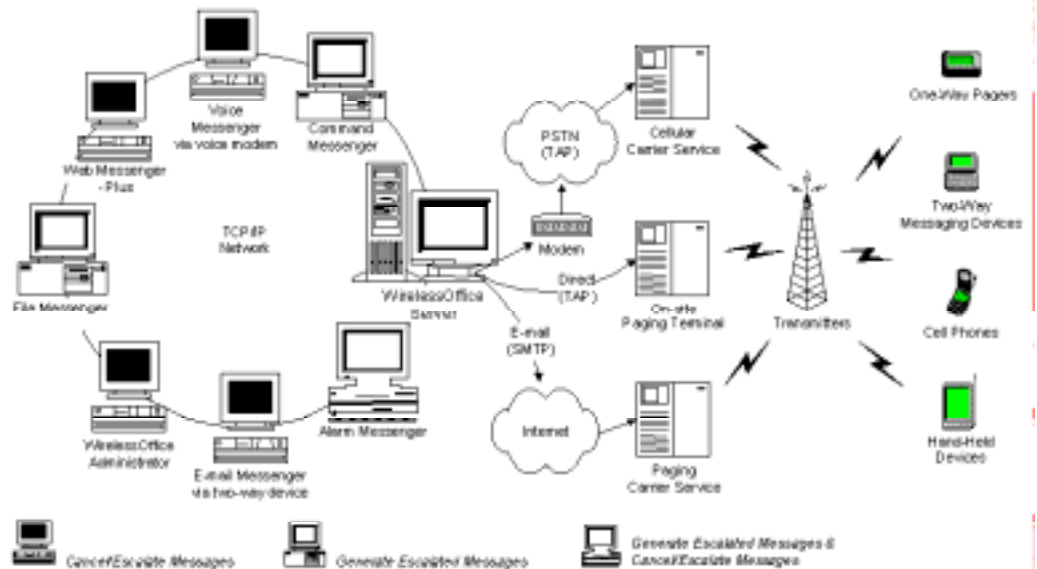 Voice
Messenger
via voice modem
Command
Messenger
Web Messenger
- Plus
TCP/IP
Network
File Messenger
WirelessOffice
Server
WirelessOffice
Administrator
E-mail Messenger
via two-way device
Alarm Messenger
PSTN
(TAP)
Modem
Direct
(TAP)
E-mail
(SMTP)
Internet
Cellular
Carrier Service
On-site
Paging Terminal
Paging
Carrier Service
Transmitters
One-Way Pagers
Two-Way
Messaging Devices
Cell Phones
Hand-Held
Devices
Cancel/Escalate Messages
Generate Escalated Messages
Generate Escalated Messages &
Cancel/Escalate Messages